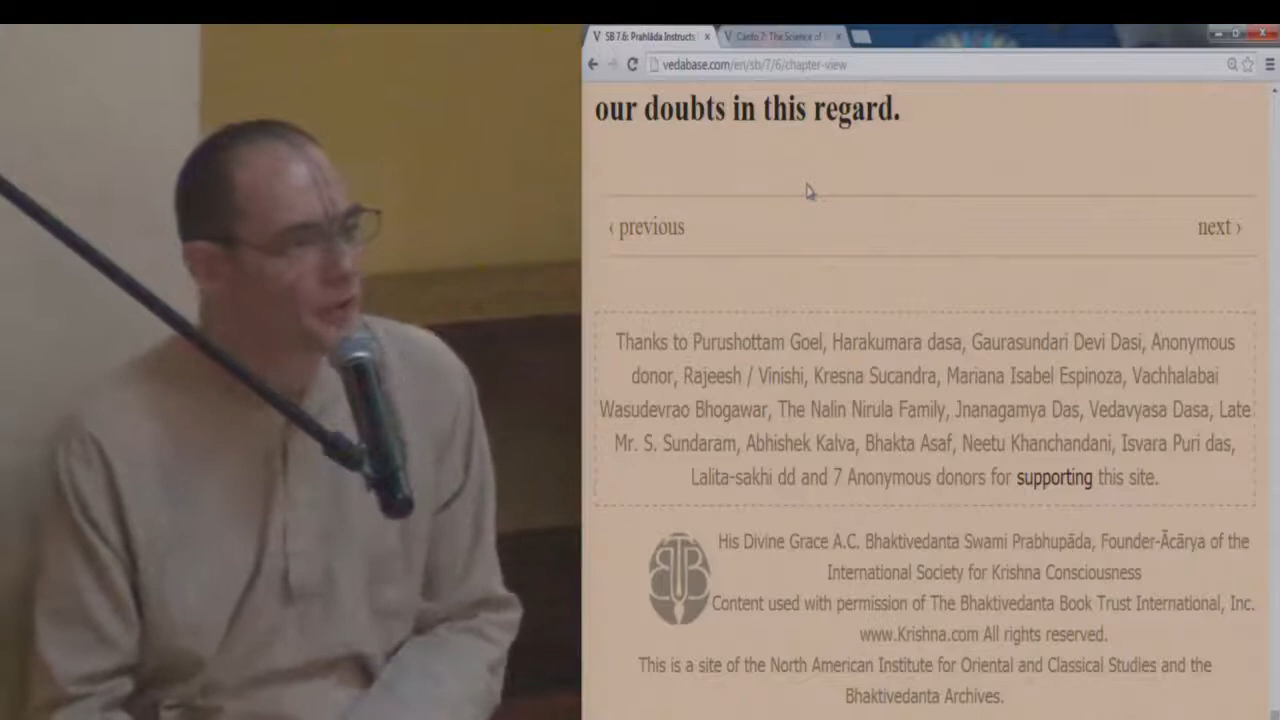 SB 7.6: Prahlāda Instructs
Canto 7: The Science of
vedabase.com/en/sb/7/6/chapter-view
our doubts in this regard.
‹ previous
next ›
Thanks to Purushottam Goel, Harakumara dasa, Gaurasundari Devi Dasi, Anonymous
donor, Rajeesh / Vinishi, Kresna Sucandra, Mariana Isabel Espinoza, Vachhalabai
Wasudevrao Bhogawar, The Nalin Nirula Family, Jnanagamya Das, Vedavyasa Dasa, Late
Mr. S. Sundaram, Abhishek Kalva, Bhakta Asaf, Neetu Khanchandani, Isvara Puri das,
Lalita-sakhi dd and 7 Anonymous donors for supporting this site.
His Divine Grace A.C. Bhaktivedanta Swami Prabhupāda, Founder-Ācārya of the
International Society for Krishna Consciousness
BBT
Content used with permission of The Bhaktivedanta Book Trust International, Inc.
www.Krishna.com All rights reserved.
This is a site of the North American Institute for Oriental and Classical Studies and the
Bhaktivedanta Archives.